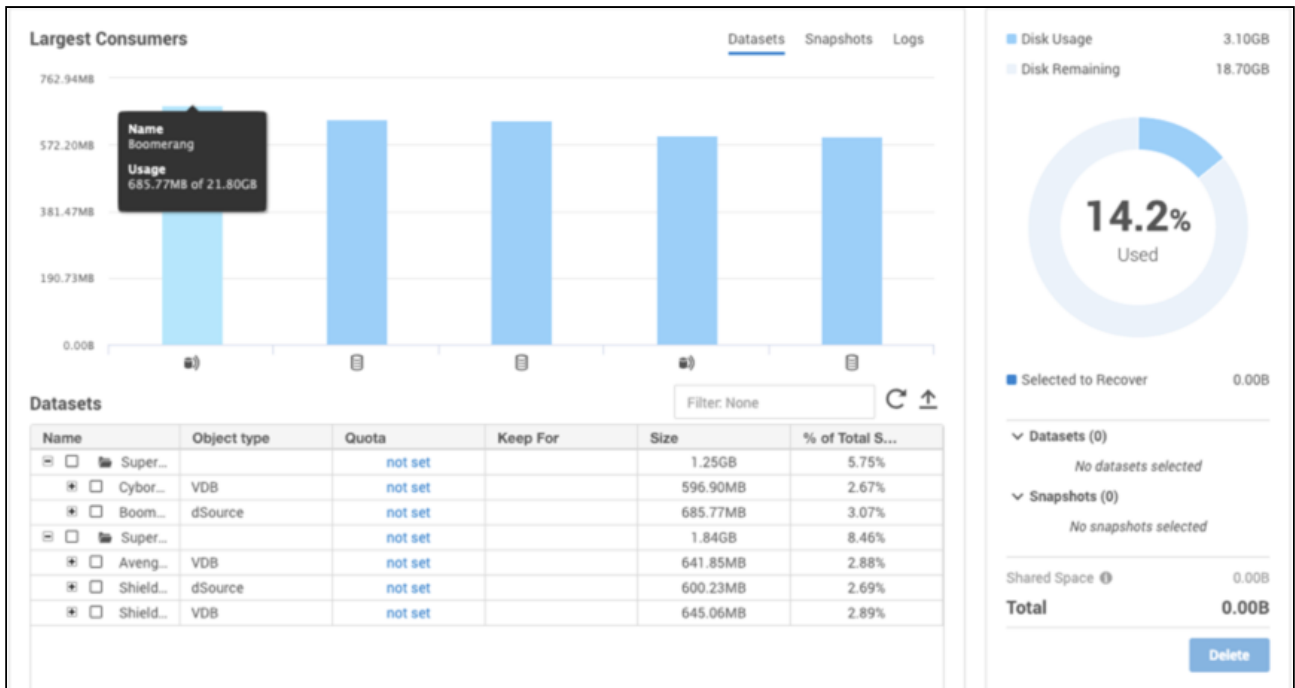 Largest Consumers
Datasets Snapshots Logs
762.94MB
572.20MB
381.47MB
190.73MB
0.00B
Name
Boomerang
Usage
685.77MB of 21.80GB
Datasets
Filter: None
Name Object type Quota Keep For Size % of Total S...
Super... not set 1.25GB 5.75%
Cybor... VDB not set 596.90MB 2.67%
Boom... dSource not set 685.77MB 3.07%
Super... not set 1.84GB 8.46%
Aveng... VDB not set 641.85MB 2.88%
Shield... dSource not set 600.23MB 2.69%
Shield... VDB not set 645.06MB 2.89%
Disk Usage 3.10GB
Disk Remaining 18.70GB
14.2%
Used
Selected to Recover 0.00B
Datasets (0)
No datasets selected
Snapshots (0)
No snapshots selected
Shared Space 0.00B
Total 0.00B
Delete